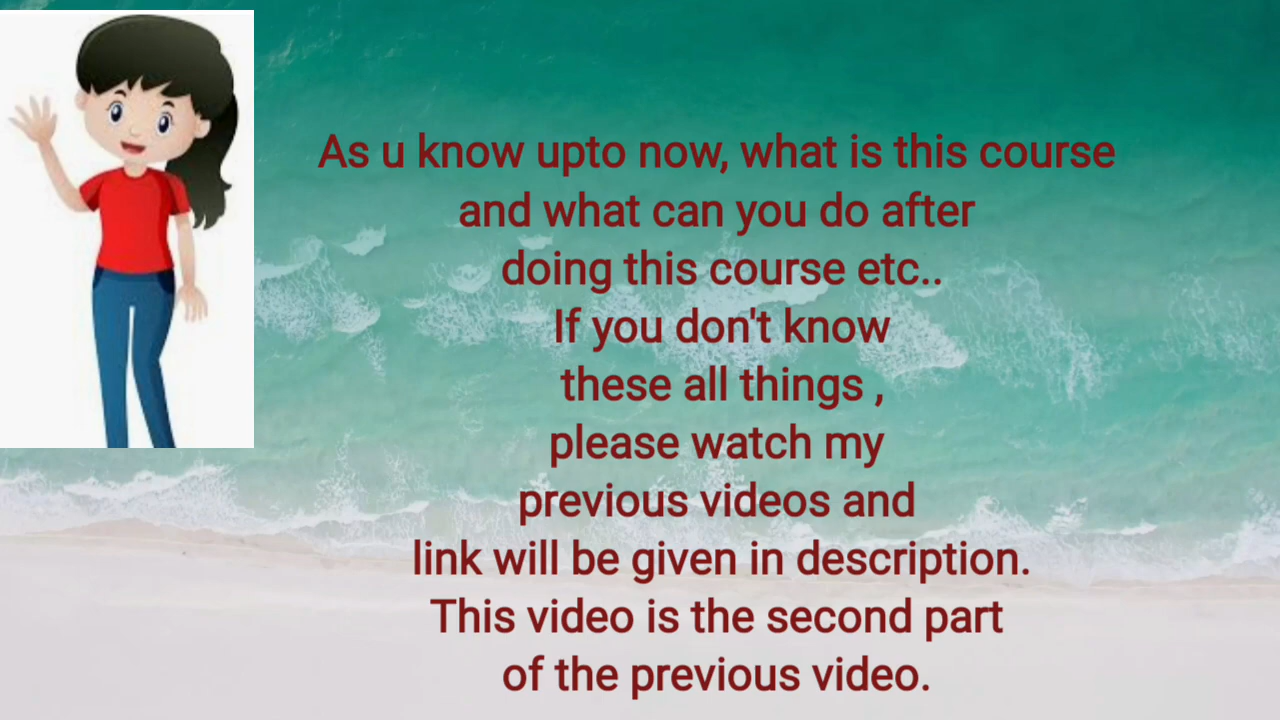 As u know upto now, what is this course
and what can you do after
doing this course etc..
If you don't know
these all things ,
please watch my
previous videos and
link will be given in description.
This video is the second part
of the previous video.